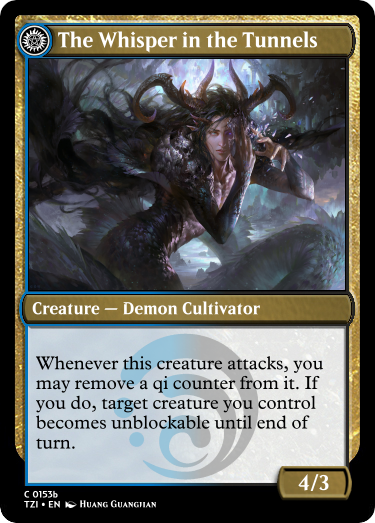 The Whisper in the Tunnels
Creature — Demon Cultivator
Whenever this creature attacks, you
may remove a qi counter from it. If
you do, target creature you control
becomes unblockable until end of
turn.
4/3
C 0153b
TZI • EN Huang Guangjian